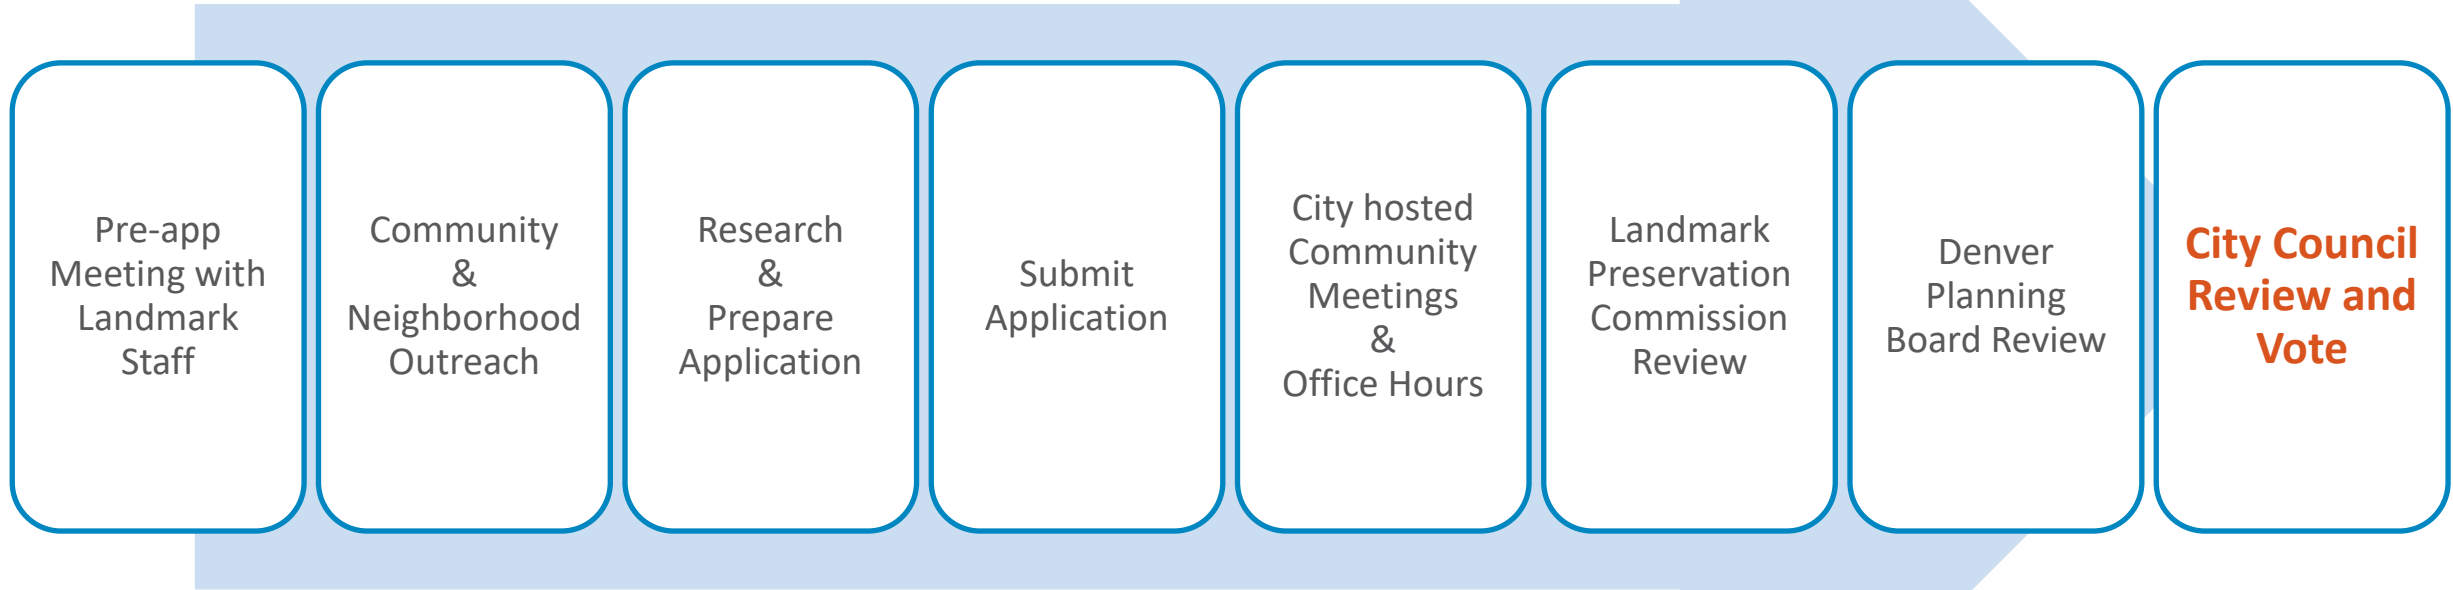 Pre-app
Meeting with
Landmark
Staff
Community
&
Neighborhood
Outreach
Research
&
Prepare
Application
Submit
Application
City hosted
Community
Meetings
&
Office Hours
Landmark
Preservation
Commission
Review
Denver
Planning
Board Review
City Council
Review and
Vote